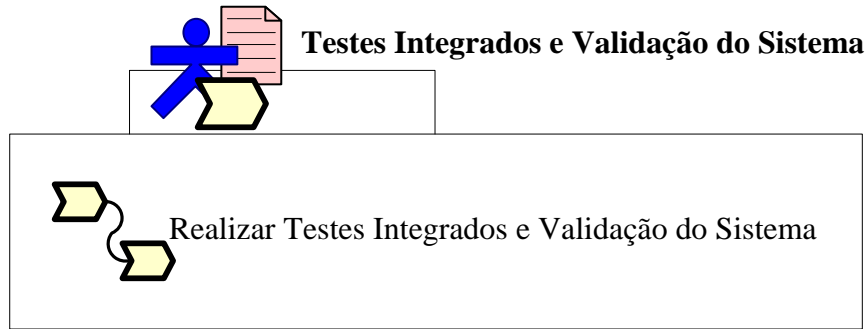 Testes Integrados e Validação do Sistema
Realizar Testes Integrados e Validação do Sistema